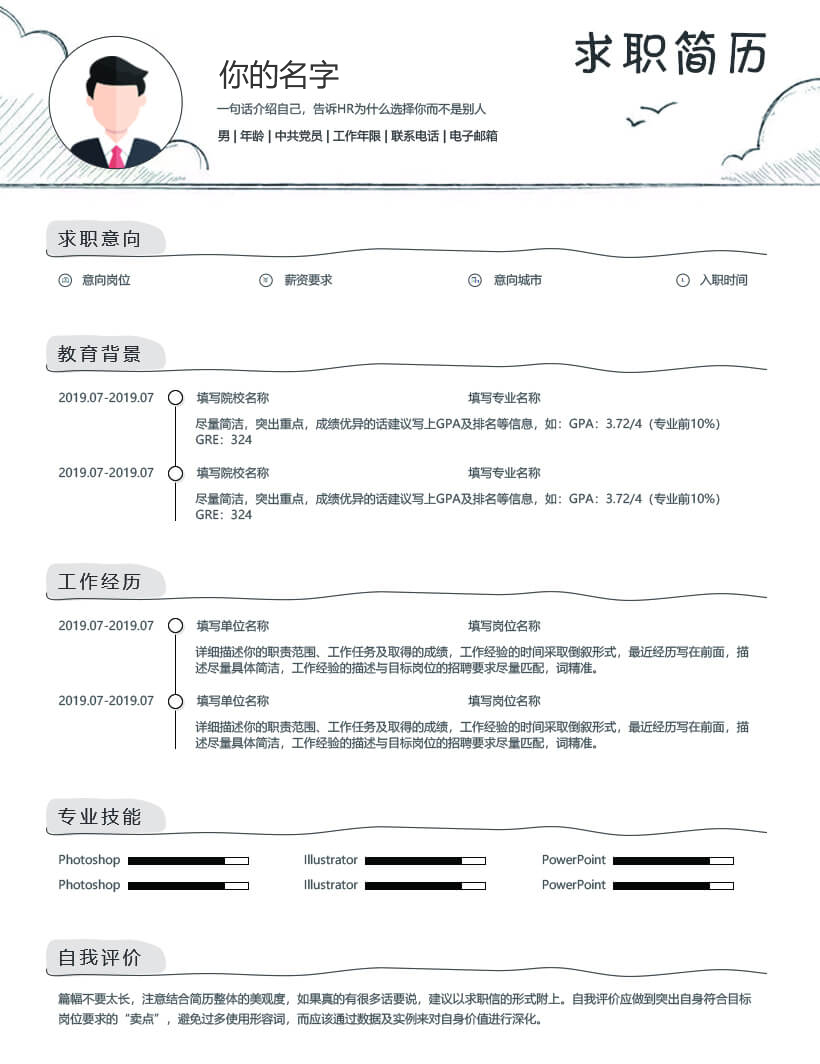 求职简历
你的名字
一句话介绍自己，告诉HR为什么选择你而不是别人
男 | 年龄 | 中共党员 | 工作年限 | 联系电话 | 电子邮箱
求职意向
意向岗位 薪资要求 意向城市 入职时间
教育背景
2019.07-2019.07 填写院校名称 填写专业名称
尽量简洁，突出重点，成绩优异的话建议写上GPA及排名等信息，如：GPA：3.72/4（专业前10%）
GRE：324
2019.07-2019.07 填写院校名称 填写专业名称
尽量简洁，突出重点，成绩优异的话建议写上GPA及排名等信息，如：GPA：3.72/4（专业前10%）
GRE：324
工作经历
2019.07-2019.07 填写单位名称 填写岗位名称
详细描述你的职责范围、工作任务及取得的成绩，工作经验的时间采取倒叙形式，最近经历写在前面，描
述尽量具体简洁，工作经验的描述与目标岗位的招聘要求尽量匹配，词精准。
2019.07-2019.07 填写单位名称 填写岗位名称
详细描述你的职责范围、工作任务及取得的成绩，工作经验的时间采取倒叙形式，最近经历写在前面，描
述尽量具体简洁，工作经验的描述与目标岗位的招聘要求尽量匹配，词精准。
专业技能
Photoshop Illustrator PowerPoint
Photoshop Illustrator PowerPoint
自我评价
篇幅不要太长，注意结合简历整体的美观度，如果真的有很多话要说，建议以求职信的形式附上。自我评价应做到突出自身符合目标
岗位要求的“卖点”，避免过多使用形容词，而应该通过数据及实例来对自身价值进行深化。